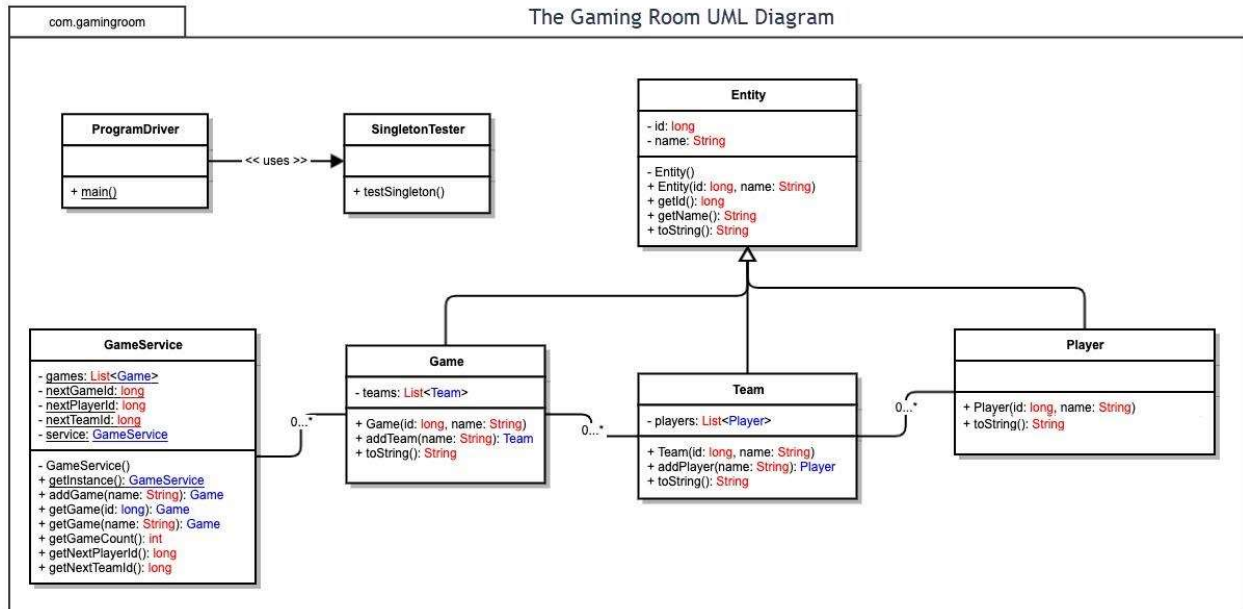 com.gamingroom
The Gaming Room UML Diagram
ProgramDriver
+ main()
<< uses >>
SingletonTester
+ testSingleton()
Entity
- id: long
- name: String
- Entity()
+ Entity(id: long, name: String)
+ getId(): long
+ getName(): String
+ toString(): String
GameService
- games: List<Game>
- nextGameId: long
- nextPlayerId: long
- nextTeamId: long
- service: GameService
- GameService()
+ getInstance(): GameService
+ addGame(name: String): Game
+ getGame(id: long): Game
+ getGame(name: String): Game
+ getGameCount(): int
+ getNextPlayerId(): long
+ getNextTeamId(): long
0...*
Game
- teams: List<Team>
+ Game(id: long, name: String)
+ addTeam(name: String): Team
+ toString(): String
0...*
Team
- players: List<Player>
+ Team(id: long, name: String)
+ addPlayer(name: String): Player
+ toString(): String
0...*
Player
+ Player(id: long, name: String)
+ toString(): String